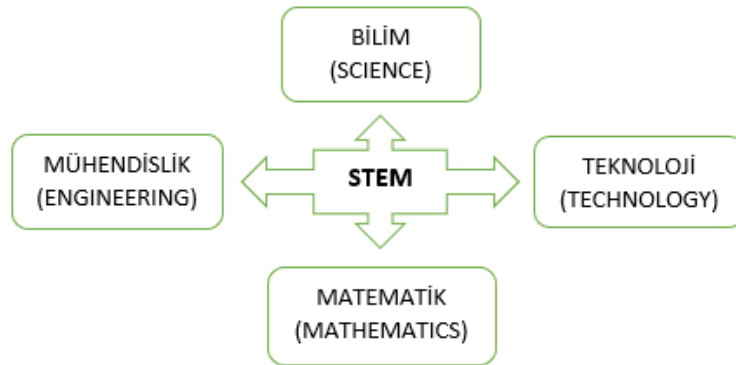 BİLİM
(SCIENCE)
MÜHENDİSLİK
(ENGINEERING)
STEM
TEKNOLOJİ
(TECHNOLOGY)
MATEMATİK
(MATHEMATICS)